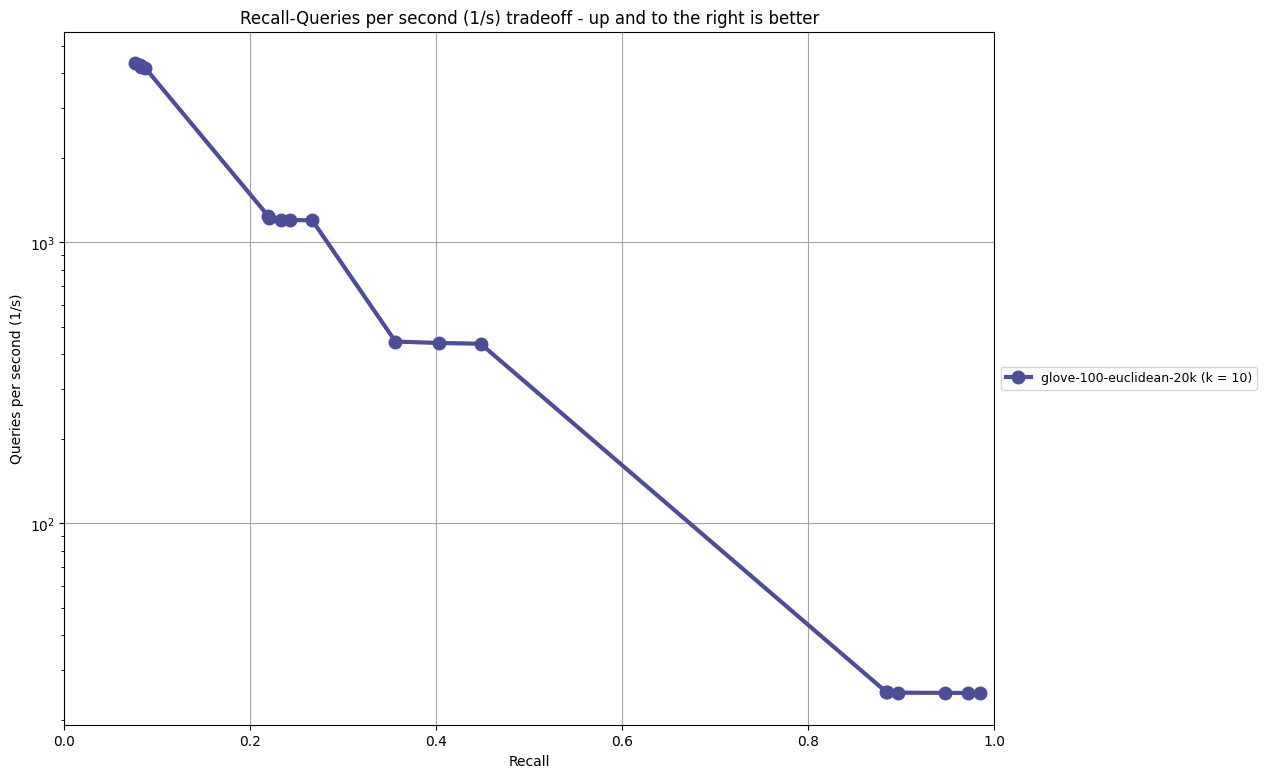 Recall-Queries per second (1/s) tradeoff - up and to the right is better
Queries per second (1/s)
10³
10²
glove-100-euclidean-20k (k = 10)
0.0 0.2 0.4 0.6 0.8 1.0
Recall